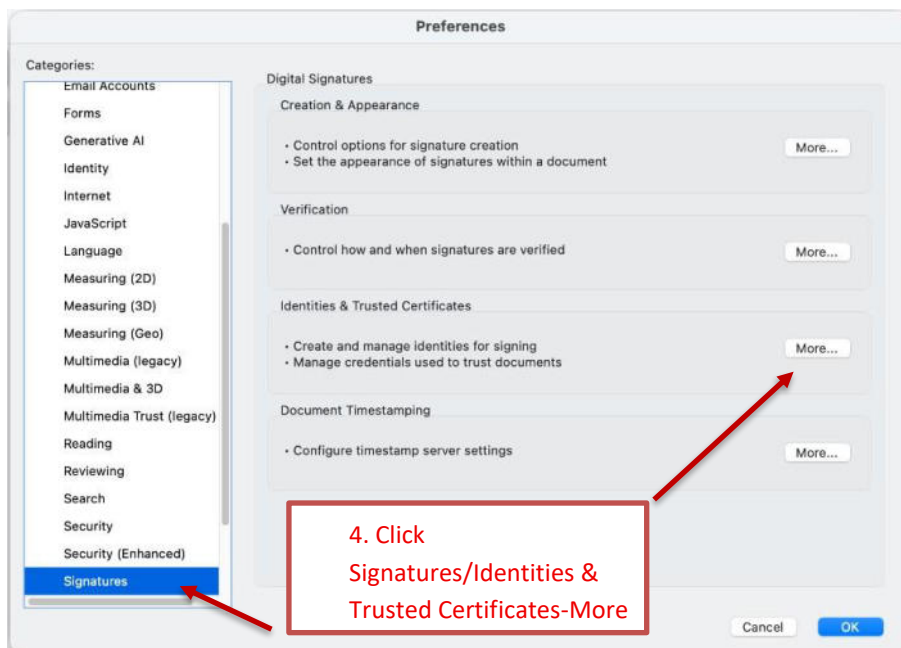 Preferences
Categories:
Email Accounts
Forms
Generative AI
Identity
Internet
JavaScript
Language
Measuring (2D)
Measuring (3D)
Measuring (Geo)
Multimedia (legacy)
Multimedia & 3D
Multimedia Trust (legacy)
Reading
Reviewing
Search
Security
Security (Enhanced)
Signatures
Digital Signatures
Creation & Appearance
• Control options for signature creation
• Set the appearance of signatures within a document
More...
Verification
• Control how and when signatures are verified
More...
Identities & Trusted Certificates
• Create and manage identities for signing
• Manage credentials used to trust documents
More...
Document Timestamping
• Configure timestamp server settings
More...
4. Click
Signatures/Identities &
Trusted Certificates-More
Cancel
OK